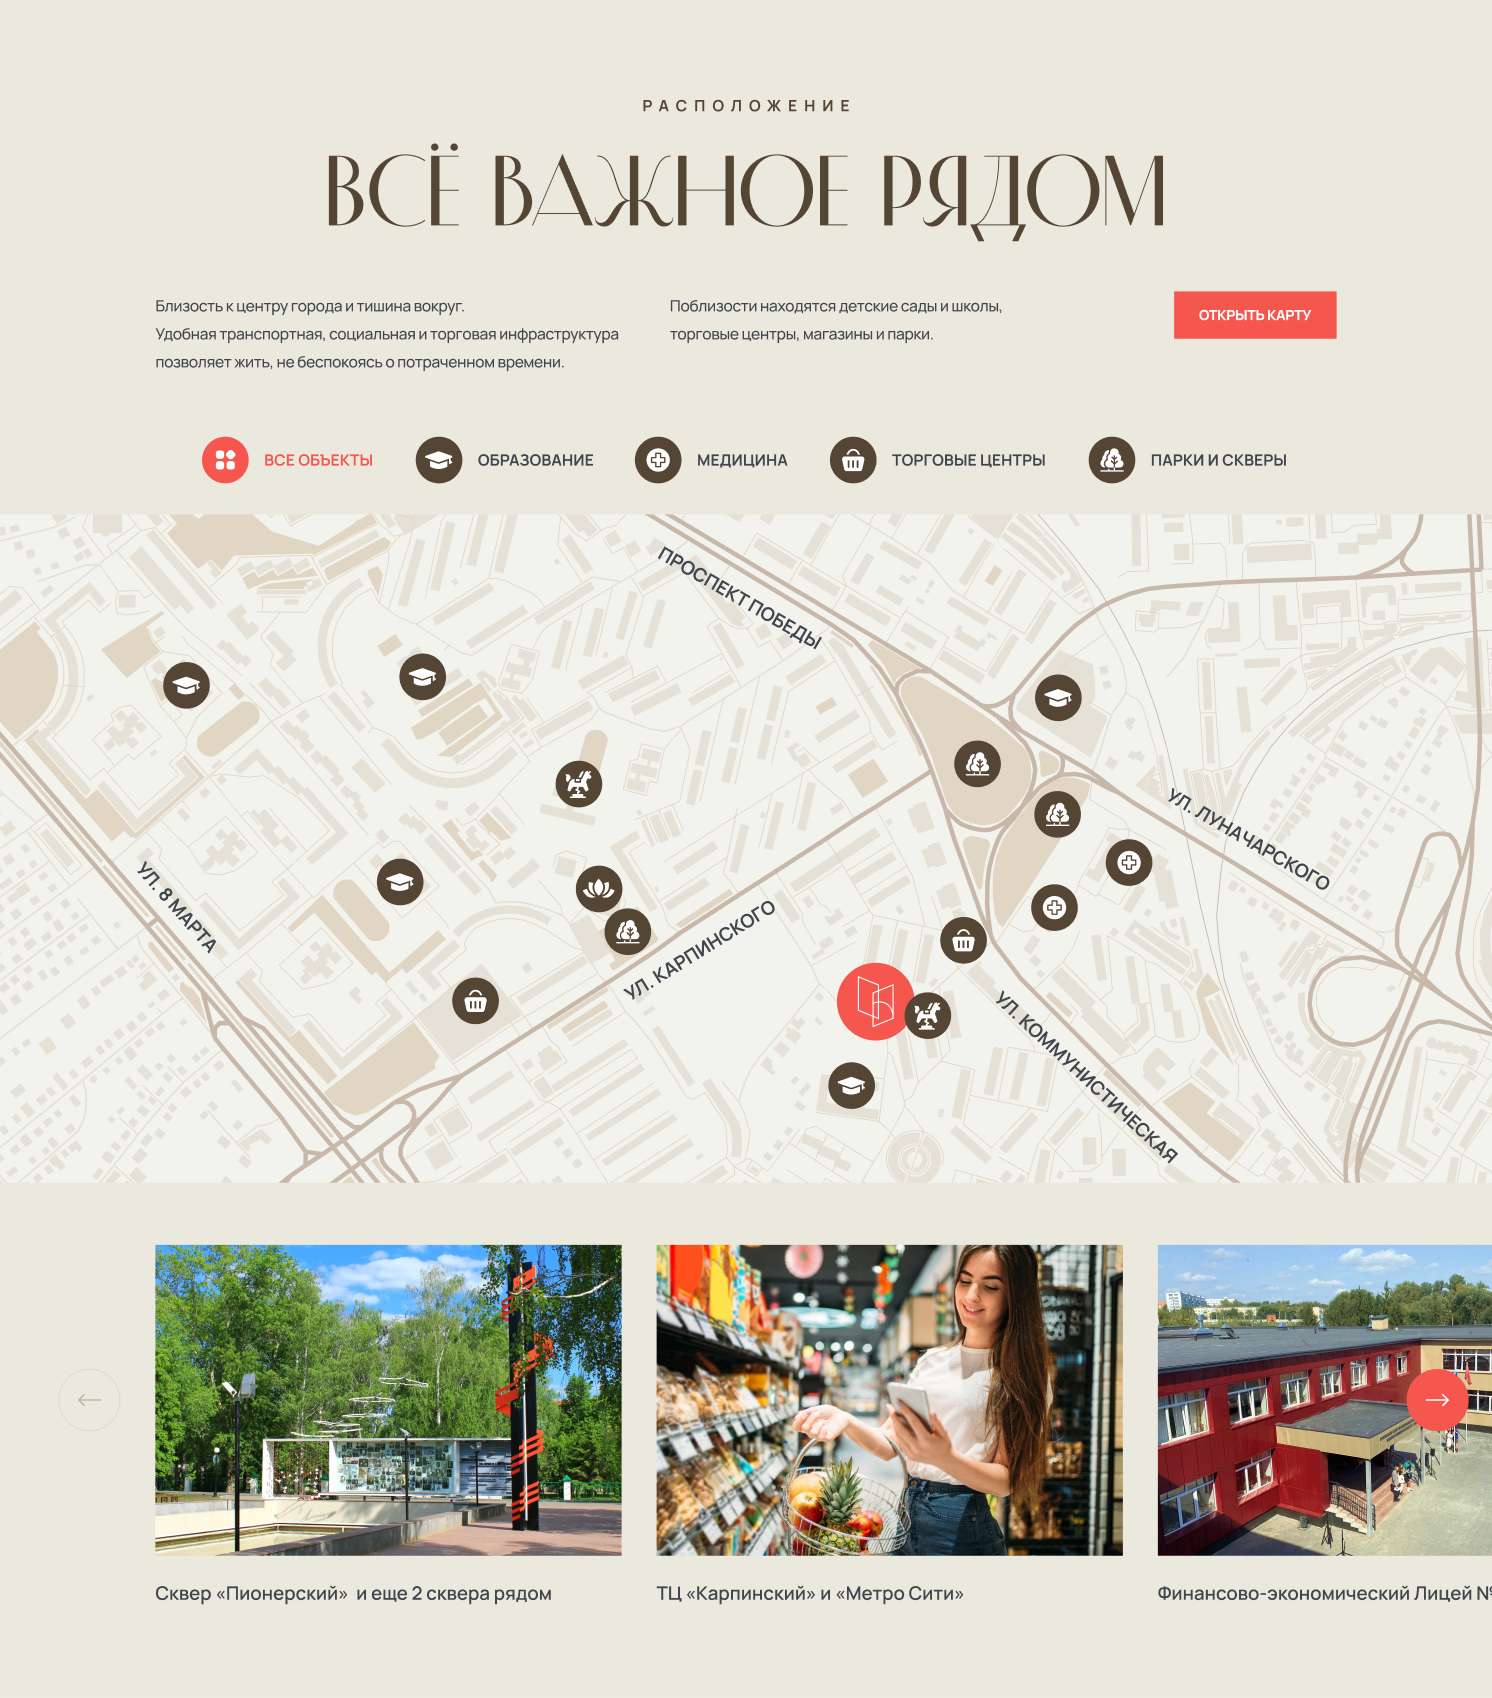 РАСПОЛОЖЕНИЕ
ВСЁ ВАЖНОЕ РЯДОМ
Близость к центру города и тишина вокруг.
Удобная транспортная, социальная и торговая инфраструктура
позволяет жить, не беспокоясь о потраченном времени.
Поблизости находятся детские сады и школы,
торговые центры, магазины и парки.
ОТКРЫТЬ КАРТУ
ВСЕ ОБЪЕКТЫ
ОБРАЗОВАНИЕ
МЕДИЦИНА
ТОРГОВЫЕ ЦЕНТРЫ
ПАРКИ И СКВЕРЫ
ПРОСПЕКТ ПОБЕДЫ
УЛ. ЛУНАЧАРСКОГО
УЛ. 8 МАРТА
УЛ. КАРПИНСКОГО
УЛ. КОММУНИСТИЧЕСКАЯ
Сквер «Пионерский»  и еще 2 сквера рядом
ТЦ «Карпинский» и «Метро Сити»
Финансово-экономический Лицей №